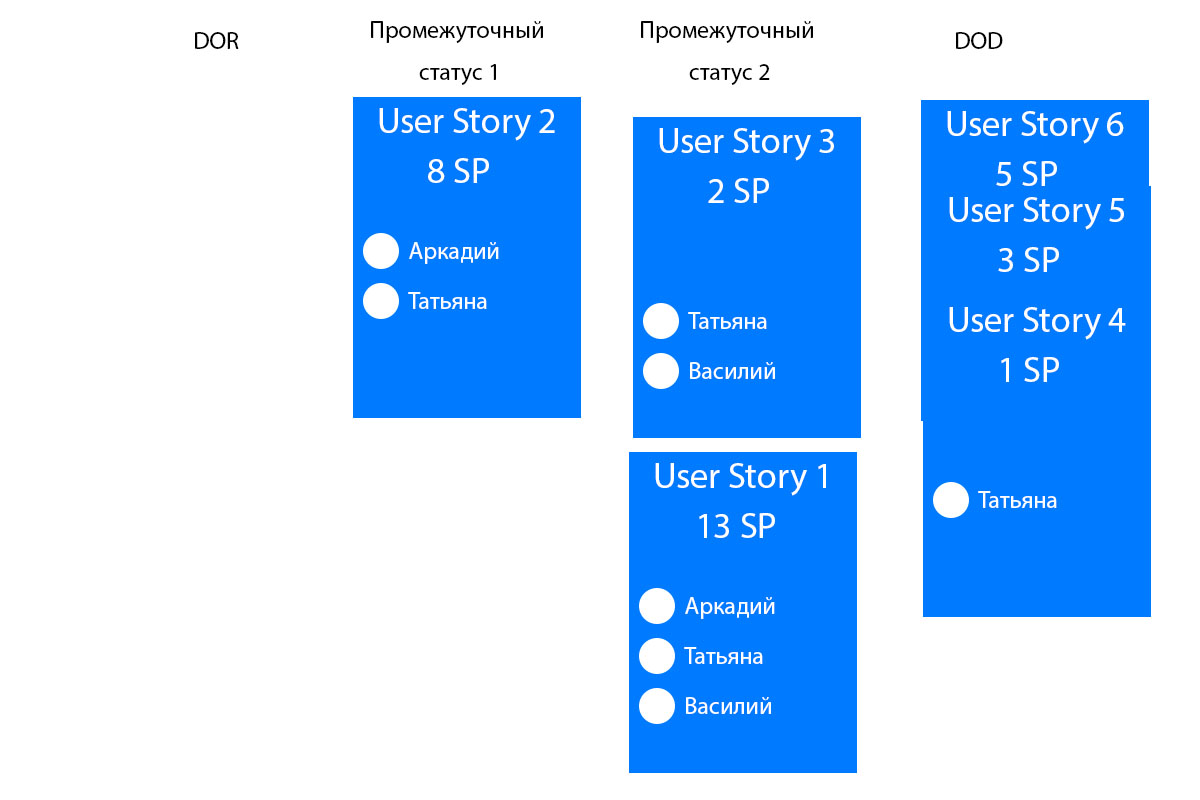 DOR
Промежуточный
статус 1
Промежуточный
статус 2
DOD
User Story 2
8 SP
Аркадий
Татьяна
User Story 3
2 SP
Татьяна
Василий
User Story 1
13 SP
Аркадий
Татьяна
Василий
User Story 6
5 SP
User Story 5
3 SP
User Story 4
1 SP
Татьяна